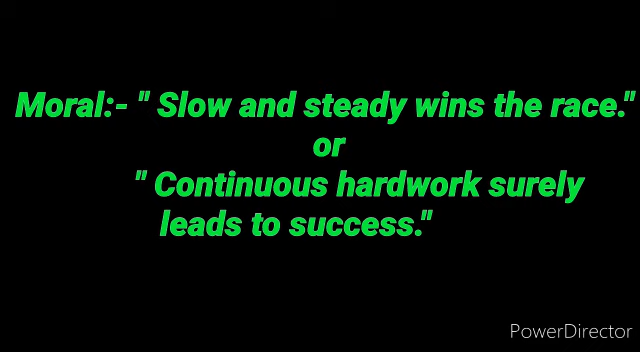 Moral:- " Slow and steady wins the race."
or
" Continuous hardwork surely
leads to success."
PowerDirector